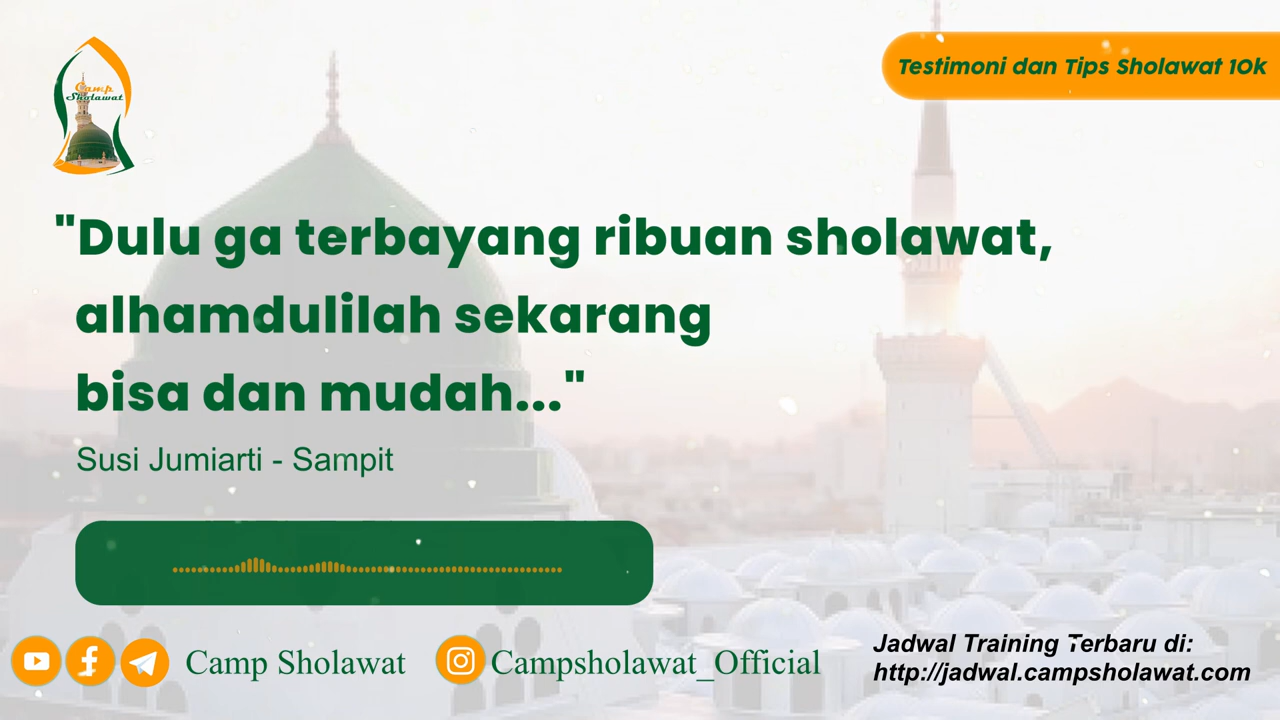 Camp
Sholawat
Testimoni dan Tips Sholawat 10k
"Dulu ga terbayang ribuan sholawat,
alhamdulilah sekarang
bisa dan mudah..."
Susi Jumiarti - Sampit
Camp Sholawat
Campsholawat_Official
Jadwal Training Terbaru di:
http://jadwal.campsholawat.com